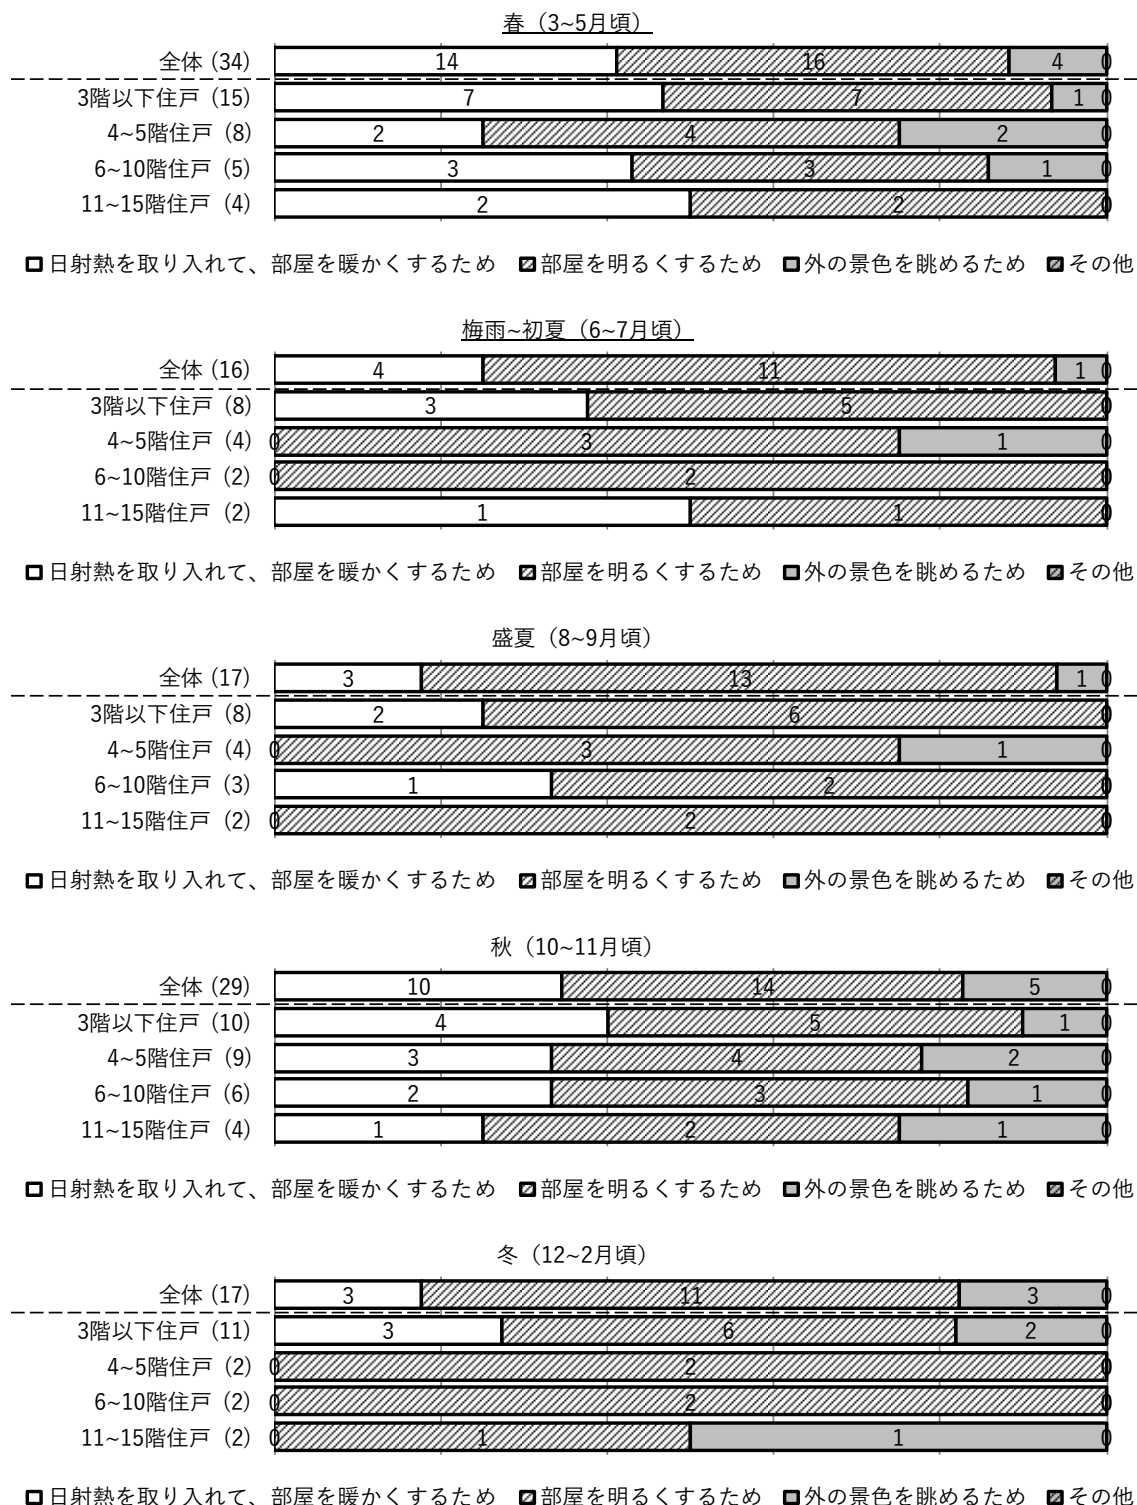 春（3~5月頃）
全体 (34) 14 16 4 0
3階以下住戸 (15) 7 7 1 0
4~5階住戸 (8) 2 4 2 0
6~10階住戸 (5) 3 3 1 0
11~15階住戸 (4) 2 2 0
日射熱を取り入れて、部屋を暖かくするため 部屋を明るくするため 外の景色を眺めるため その他
梅雨~初夏（6~7月頃）
全体 (16) 4 11 1 0
3階以下住戸 (8) 3 5 0
4~5階住戸 (4) 0 3 1 0
6~10階住戸 (2) 0 2 0
11~15階住戸 (2) 1 1 0
日射熱を取り入れて、部屋を暖かくするため 部屋を明るくするため 外の景色を眺めるため その他
盛夏（8~9月頃）
全体 (17) 3 13 1 0
3階以下住戸 (8) 2 6 0
4~5階住戸 (4) 0 3 1 0
6~10階住戸 (3) 1 2 0
11~15階住戸 (2) 0 2 0
日射熱を取り入れて、部屋を暖かくするため 部屋を明るくするため 外の景色を眺めるため その他
秋（10~11月頃）
全体 (29) 10 14 5 0
3階以下住戸 (10) 4 5 1 0
4~5階住戸 (9) 3 4 2 0
6~10階住戸 (6) 2 3 1 0
11~15階住戸 (4) 1 2 1 0
日射熱を取り入れて、部屋を暖かくするため 部屋を明るくするため 外の景色を眺めるため その他
冬（12~2月頃）
全体 (17) 3 11 3 0
3階以下住戸 (11) 3 6 2 0
4~5階住戸 (2) 0 2 0
6~10階住戸 (2) 0 2 0
11~15階住戸 (2) 0 1 1 0
日射熱を取り入れて、部屋を暖かくするため 部屋を明るくするため 外の景色を眺めるため その他